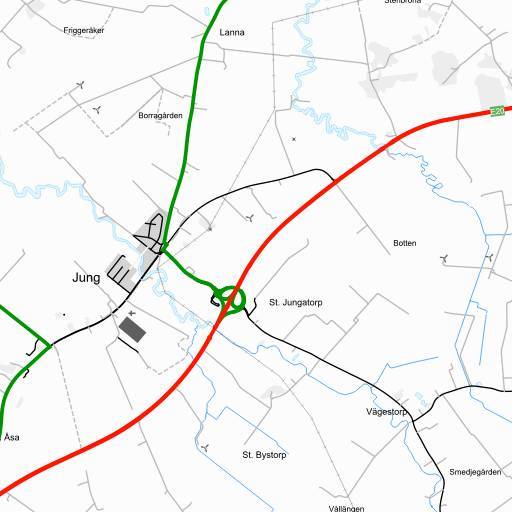 Stenbrona
Friggeråker
Lanna
E20
Borragården
Botten
Jung
St. Jungatorp
Vägestorp
Åsa
St. Bystorp
Smedjegården
Vällängen